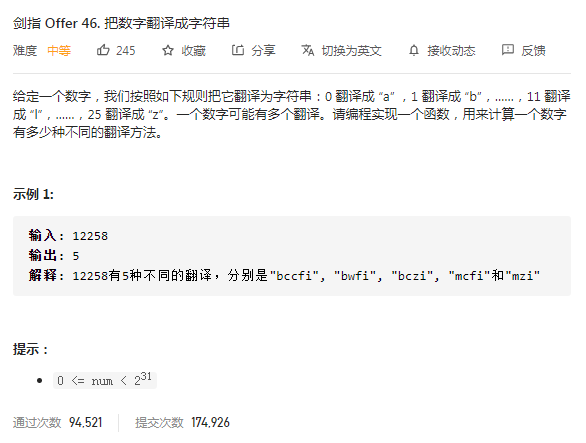 剑指 Offer 46. 把数字翻译成字符串
难度 中等 245 收藏 分享 切换为英文 接收动态 反馈
给定一个数字，我们按照如下规则把它翻译为字符串：0 翻译成 “a” ，1 翻译成 “b”，……，11 翻译
成 “l”，……，25 翻译成 “z”。一个数字可能有多个翻译。请编程实现一个函数，用来计算一个数字
有多少种不同的翻译方法。
示例 1:
输入: 12258
输出: 5
解释: 12258有5种不同的翻译，分别是"bccfi", "bwfi", "bczi", "mcfi"和"mzi"
提示：
• 0 <= num < 2³¹
通过次数 94,521 提交次数 174,926